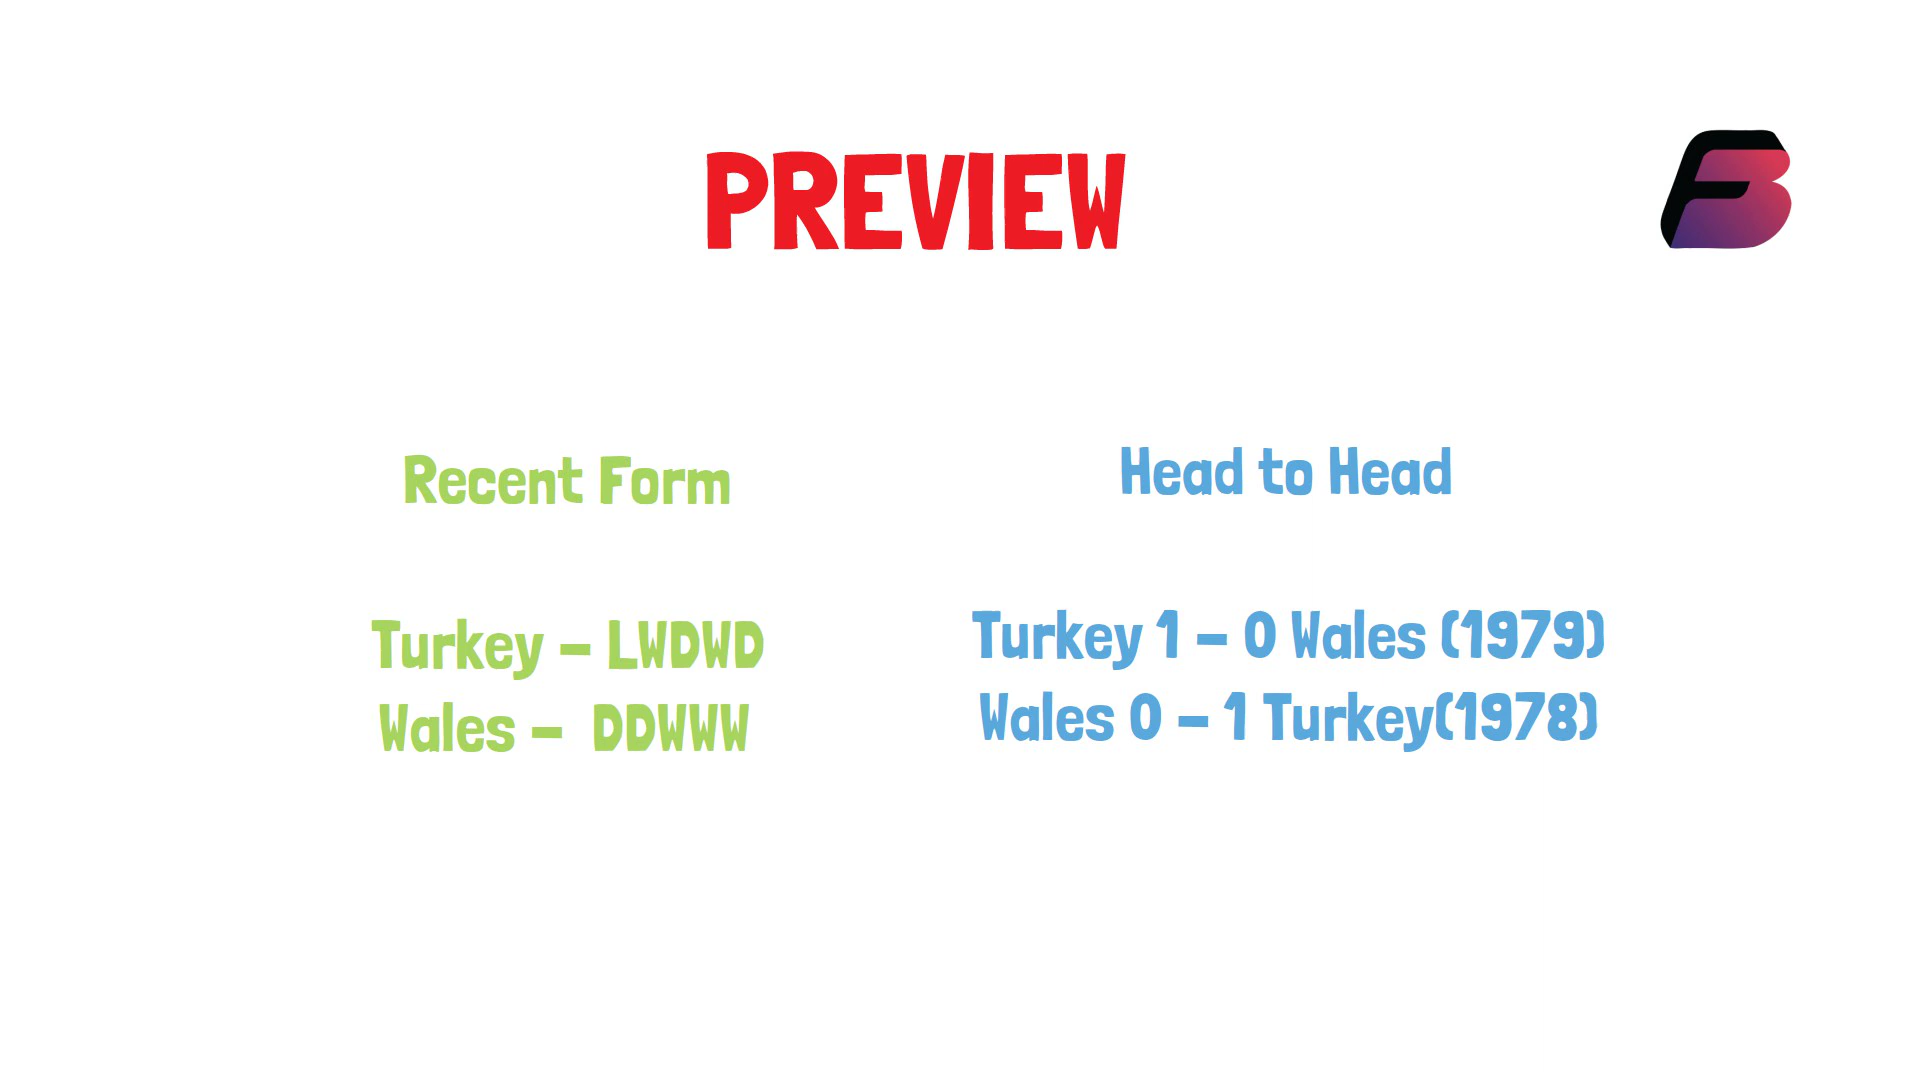 PREVIEW
Recent Form
Turkey – LWDWD
Wales – DDWWW
Head to Head
Turkey 1 – 0 Wales (1979)
Wales 0 – 1 Turkey(1978)